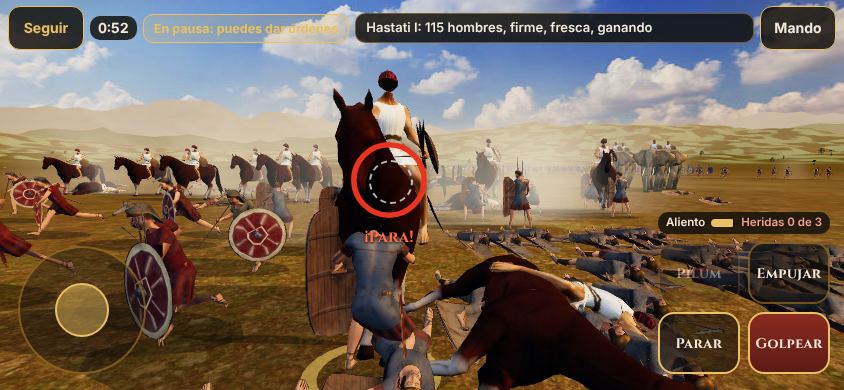 Seguir
0:52
En pausa: puedes dar órdenes
Hastati I: 115 hombres, firme, fresca, ganando
Mando
¡PARA!
Aliento
Heridas 0 de 3
PILUM
EMPUJAR
PARAR
GOLPEAR